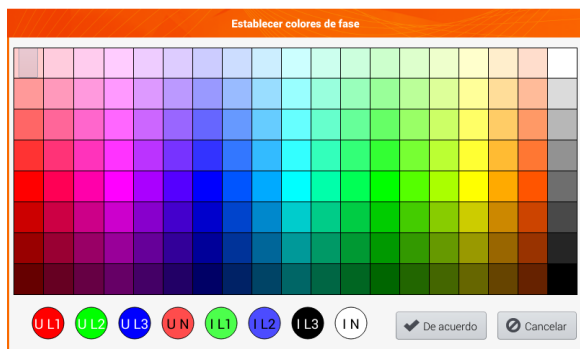 Establecer colores de fase
U L1 U L2 U L3 U N I L1 I L2 I L3 I N De acuerdo Cancelar